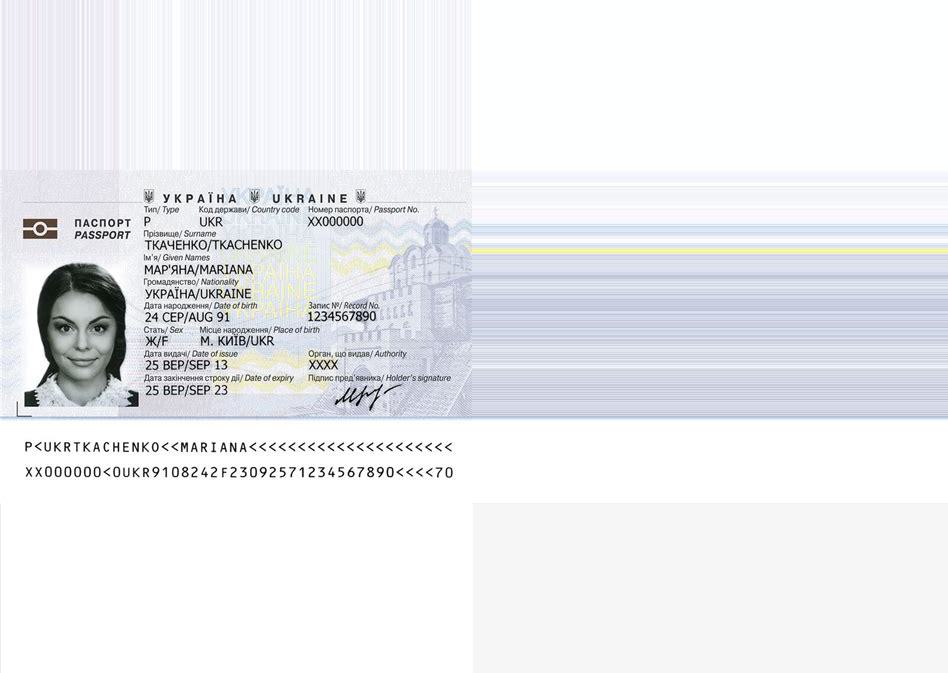 УКРАЇНА UKRAINE
Тип/ Type Код держави/ Country code Номер паспорта/ Passport No.
P UKR XX000000
ПАСПОРТ
PASSPORT
Прізвище/ Surname
ТКАЧЕНКО/TKACHENKO
Ім'я/ Given Names
МАР'ЯНА/MARIANA
Громадянство/ Nationality
УКРАЇНА/UKRAINE
Дата народження/ Date of birth Запис №/ Record No.
24 СЕР/AUG 91 1234567890
Стать/ Sex Місце народження/ Place of birth
Ж/F М. КИЇВ/UKR
Дата видачі/ Date of issue Орган, що видав/ Authority
25 ВЕР/SEP 13 XXXX
Дата закінчення строку дії/ Date of expiry Підпис пред'явника/ Holder's signature
25 ВЕР/SEP 23
P<UKRTKACHENKO<<MARIANA<<<<<<<<<<<<<<<<<<<<<
XX000000<0UKR9108242F23092571234567890<<<<70